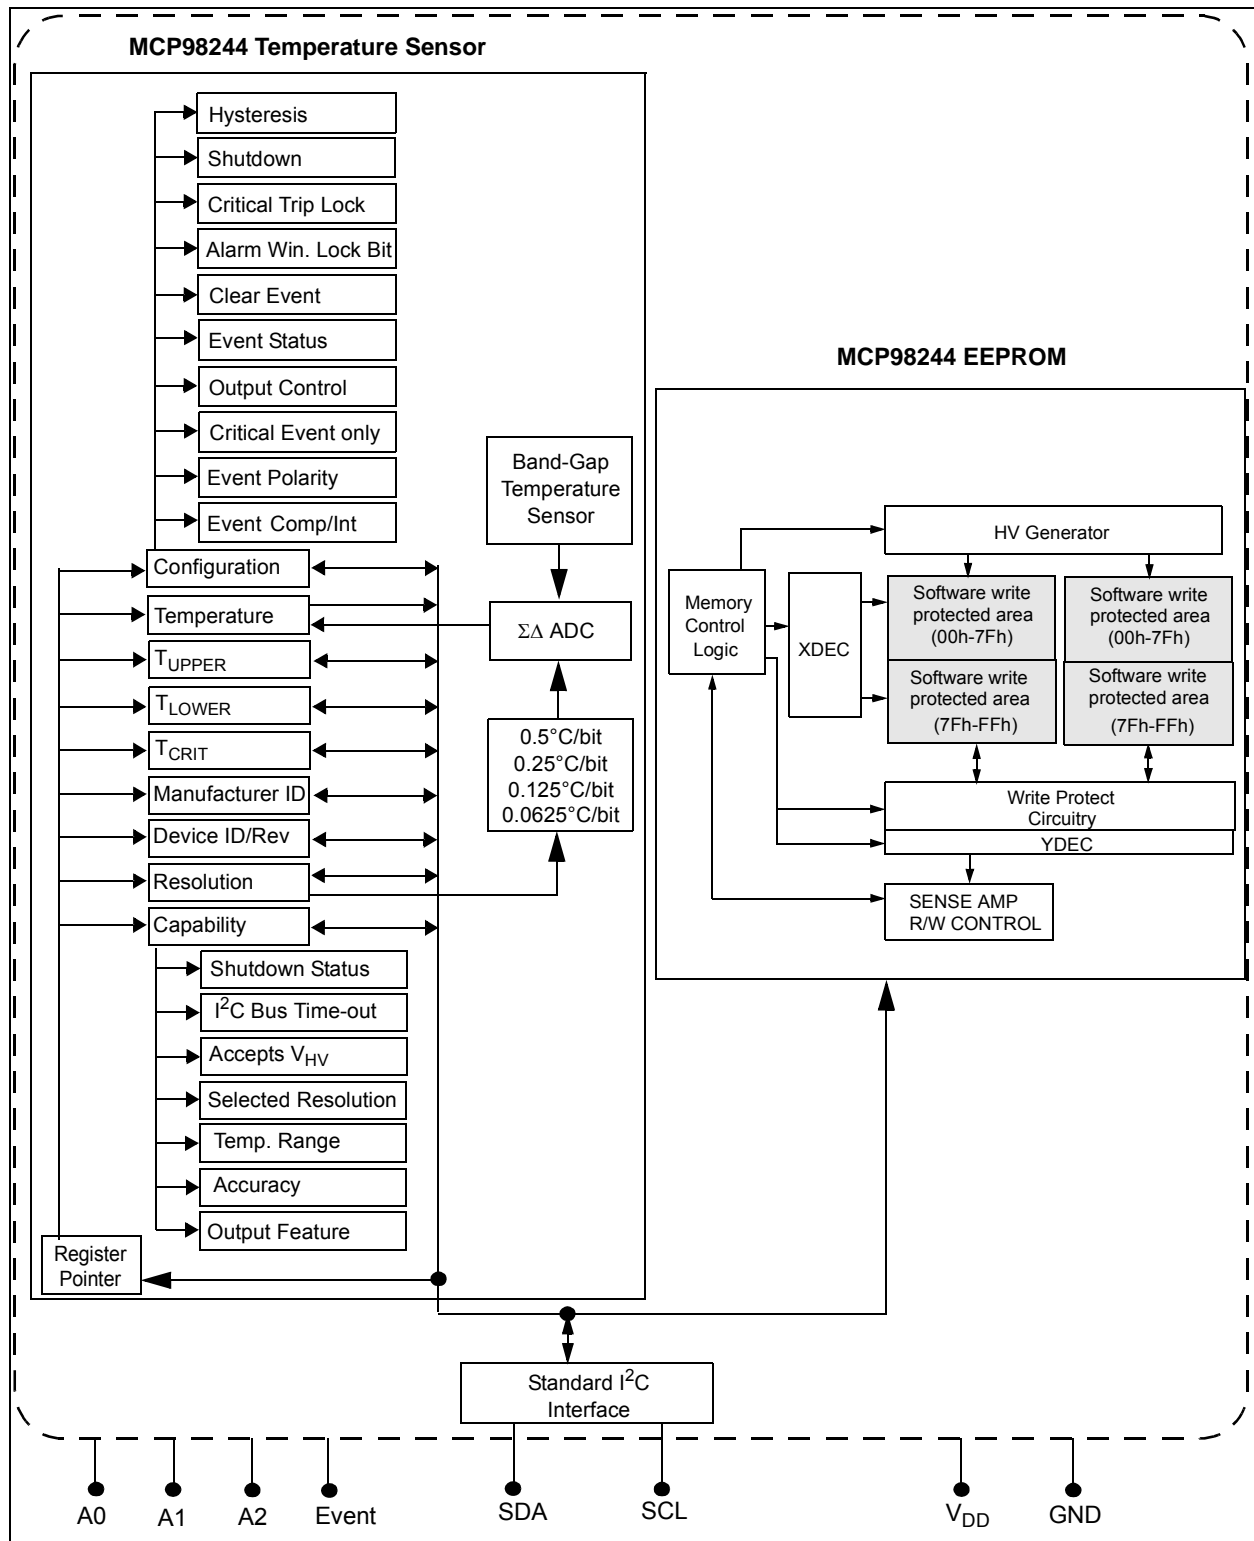 MCP98244 Temperature Sensor
Hysteresis
Shutdown
Critical Trip Lock
Alarm Win. Lock Bit
Clear Event
Event Status
Output Control
Critical Event only
Event Polarity
Event Comp/Int
Configuration
Temperature
TUPPER
TLOWER
TCRIT
Manufacturer ID
Device ID/Rev
Resolution
Capability
Shutdown Status
I²C Bus Time-out
Accepts VHV
Selected Resolution
Temp. Range
Accuracy
Output Feature
Register
Pointer
Band-Gap
Temperature
Sensor
ΣΔ ADC
0.5°C/bit
0.25°C/bit
0.125°C/bit
0.0625°C/bit
MCP98244 EEPROM
HV Generator
Memory
Control
Logic
XDEC
Software write
protected area
(00h-7Fh)
Software write
protected area
(00h-7Fh)
Software write
protected area
(7Fh-FFh)
Software write
protected area
(7Fh-FFh)
Write Protect
Circuitry
YDEC
SENSE AMP
R/W CONTROL
Standard I²C
Interface
A0
A1
A2
Event
SDA
SCL
VDD
GND